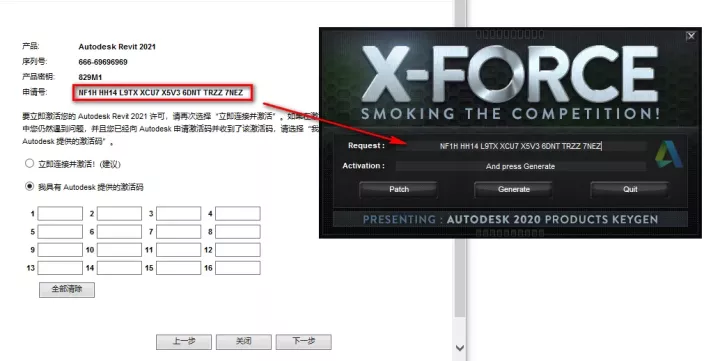 产品: Autodesk Revit 2021
序列号: 666-69696969
产品密钥: 829M1
申请号: NF1H HH14 L9TX XCU7 X5V3 6DNT TRZZ 7NEZ
要立即激活您的 Autodesk Revit 2021 许可，请再次选择“立即连接并激活”。如果在激
中您仍然遇到问题，并且您已经向 Autodesk 申请激活码并收到了该激活码，请选择“我
Autodesk 提供的激活码”。
立即连接并激活! (建议)
我具有 Autodesk 提供的激活码
1 2 3 4
5 6 7 8
9 10 11 12
13 14 15 16
全部清除
上一步 关闭 下一步
X-FORCE
SMOKING THE COMPETITION!
Request : NF1H HH14 L9TX XCU7 X5V3 6DNT TRZZ 7NEZ
Activation : And press Generate
Patch Generate Quit
PRESENTING : AUTODESK 2020 PRODUCTS KEYGEN